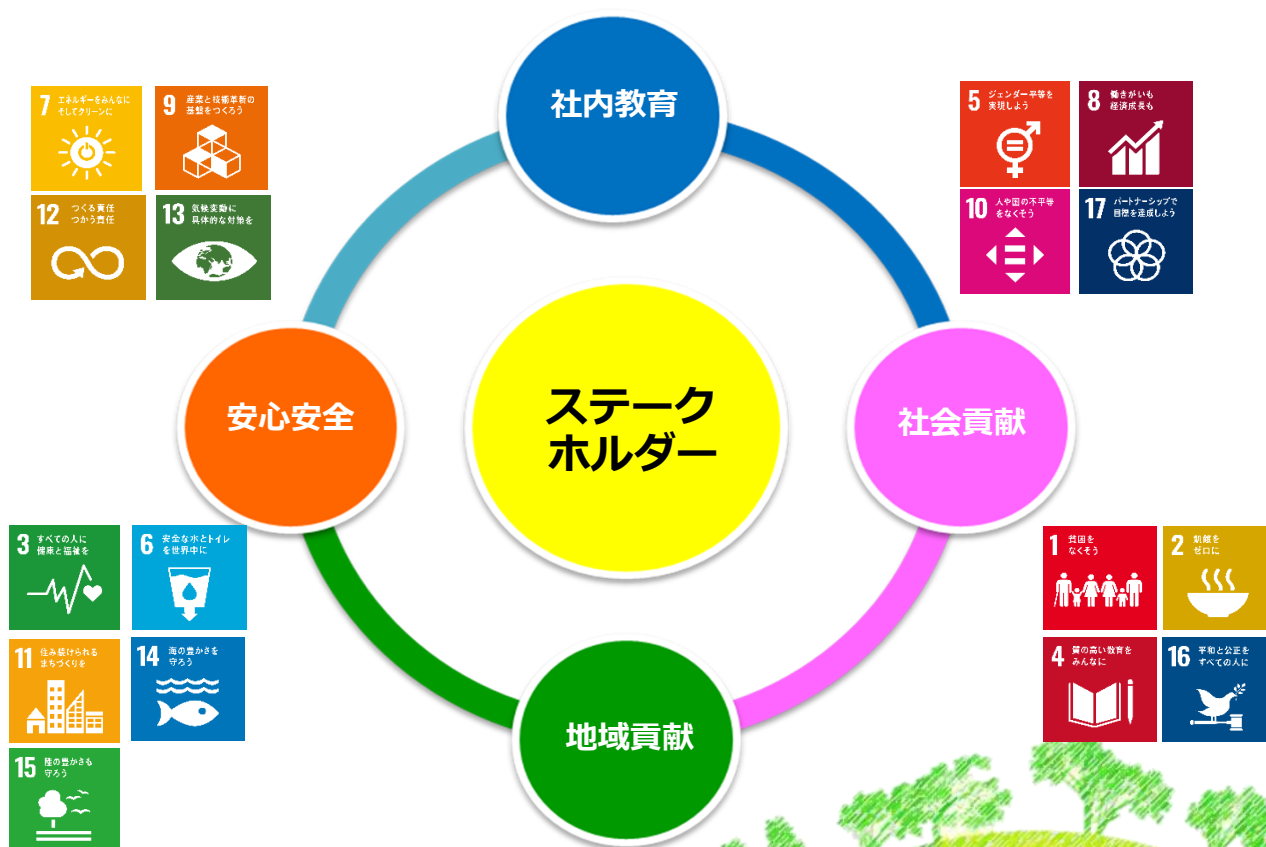 社内教育
7 エネルギーをみんなに
そしてクリーンに
9 産業と技術革新の
基盤をつくろう
12 つくる責任
つかう責任
13 気候変動に
具体的な対策を
5 ジェンダー平等を
実現しよう
8 働きがいも
経済成長も
10 人や国の不平等
をなくそう
17 パートナーシップで
目標を達成しよう
安心安全
ステーク
ホルダー
社会貢献
3 すべての人に
健康と福祉を
6 安全な水とトイレ
を世界中に
11 住み続けられる
まちづくりを
14 海の豊かさを
守ろう
15 陸の豊かさも
守ろう
1 貧困を
なくそう
2 飢餓を
ゼロに
4 質の高い教育を
みんなに
16 平和と公正を
すべての人に
地域貢献